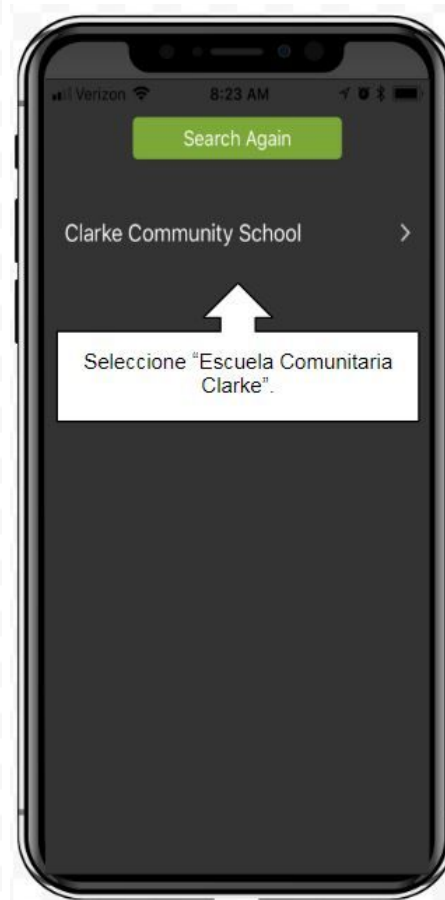 Verizon 8:23 AM
Search Again
Clarke Community School >
Seleccione “Escuela Comunitaria
Clarke”.